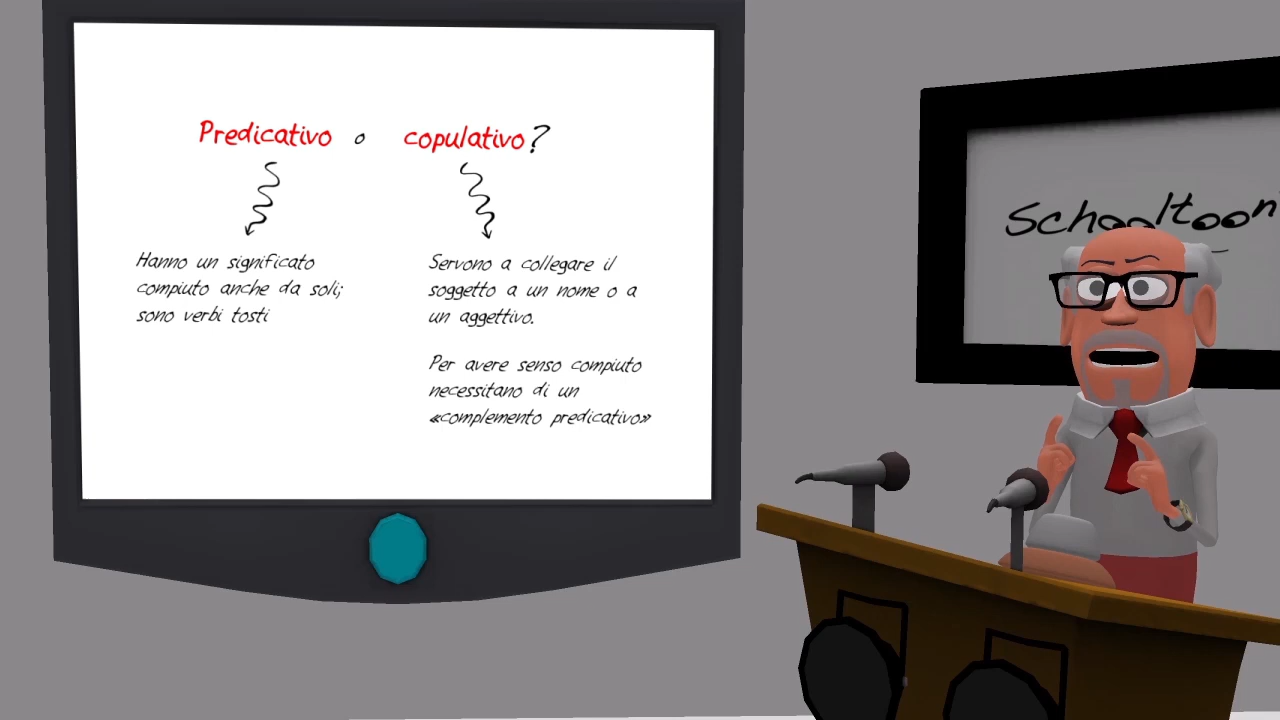 Predicativo o copulativo?
Hanno un significato
compiuto anche da soli;
sono verbi tosti
Servono a collegare il
soggetto a un nome o a
un aggettivo.
Per avere senso compiuto
necessitano di un
«complemento predicativo»
Schooltoon